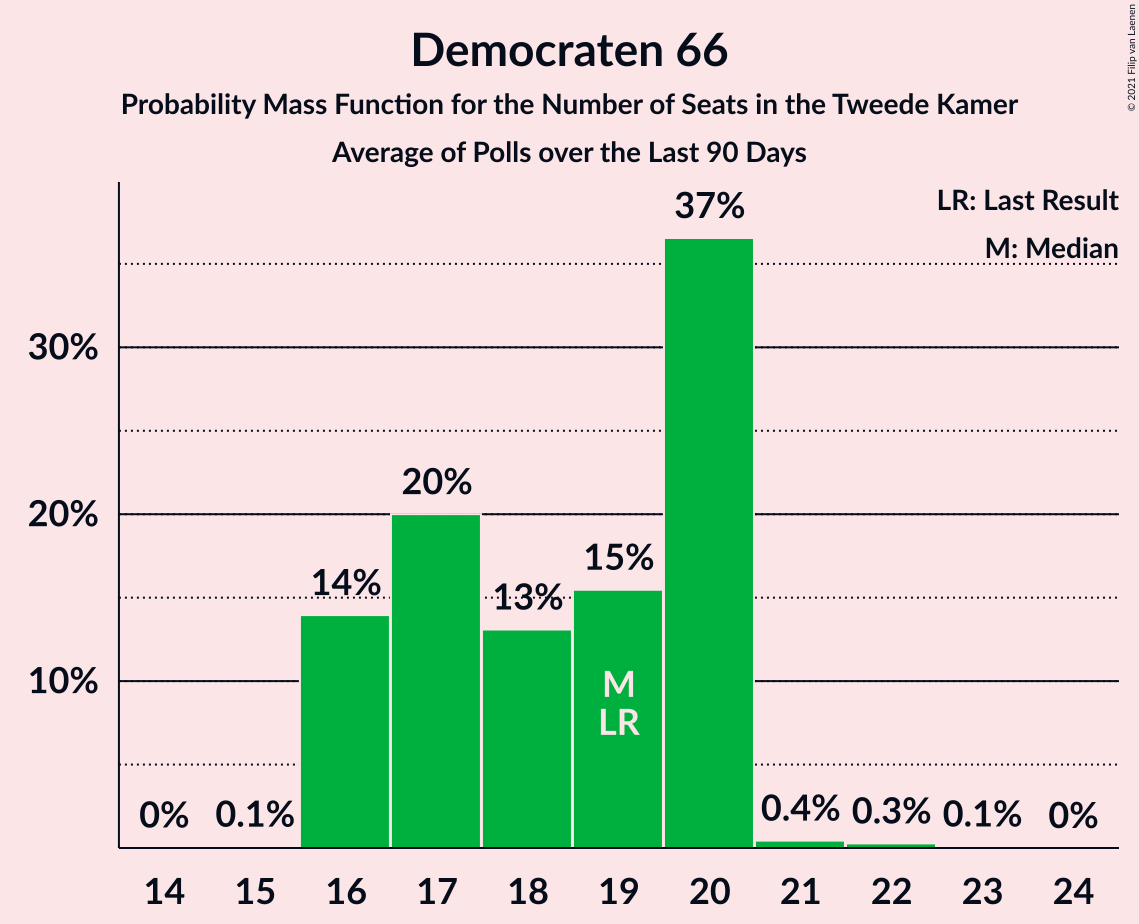 Democraten 66
Probability Mass Function for the Number of Seats in the Tweede Kamer
Average of Polls over the Last 90 Days
© 2021 Filip van Laenen
LR: Last Result
M: Median
30%
20%
10%
0%
0.1%
14%
20%
13%
15%
37%
0.4%
0.3%
0.1%
0%
M
LR
14 15 16 17 18 19 20 21 22 23 24